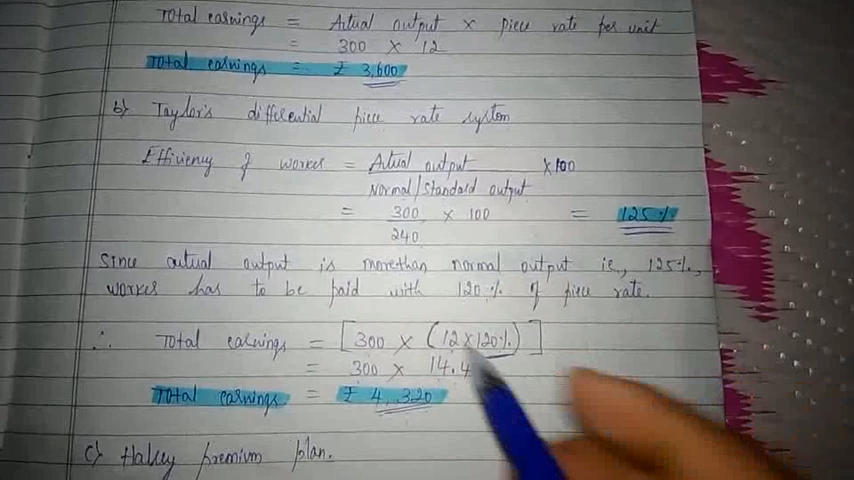 Total earnings = Actual output × piece rate per unit
= 300 × 12
Total earnings = ₹ 3,600
b) Taylor's differential piece rate system
Efficiency of worker = Actual output / Normal/Standard output ×100
= 300 / 240 × 100 = 125%
Since actual output is more than normal output ie., 125%,
worker has to be paid with 120% of piece rate.
∴ Total earnings = [300 × (12×120%)]
= 300 × 14.4
Total earnings = ₹ 4,320
c) Halsey premium plan.